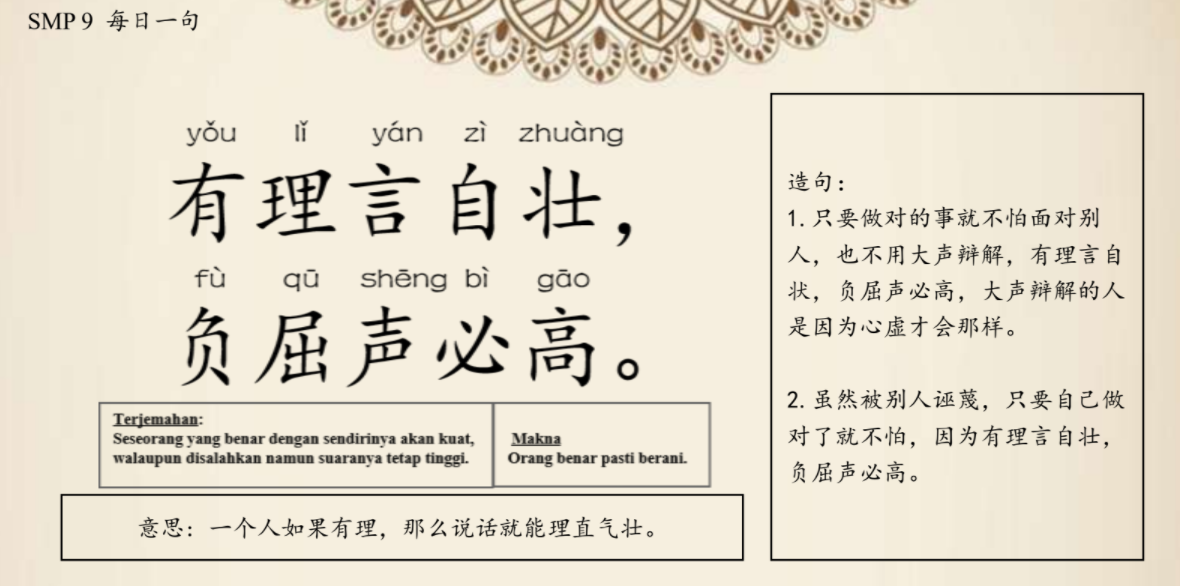 SMP 9 每日一句
yǒu lǐ yán zì zhuàng
有理言自壮，
fù qū shēng bì gāo
负屈声必高。
Terjemahan:
Seseorang yang benar dengan sendirinya akan kuat,
walaupun disalahkan namun suaranya tetap tinggi.
Makna
Orang benar pasti berani.
意思：一个人如果有理，那么说话就能理直气壮。
造句：
1.只要做对的事就不怕面对别
人，也不用大声辩解，有理言自
状，负屈声必高，大声辩解的人
是因为心虚才会那样。
2.虽然被别人诬蔑，只要自己做
对了就不怕，因为有理言自壮，
负屈声必高。